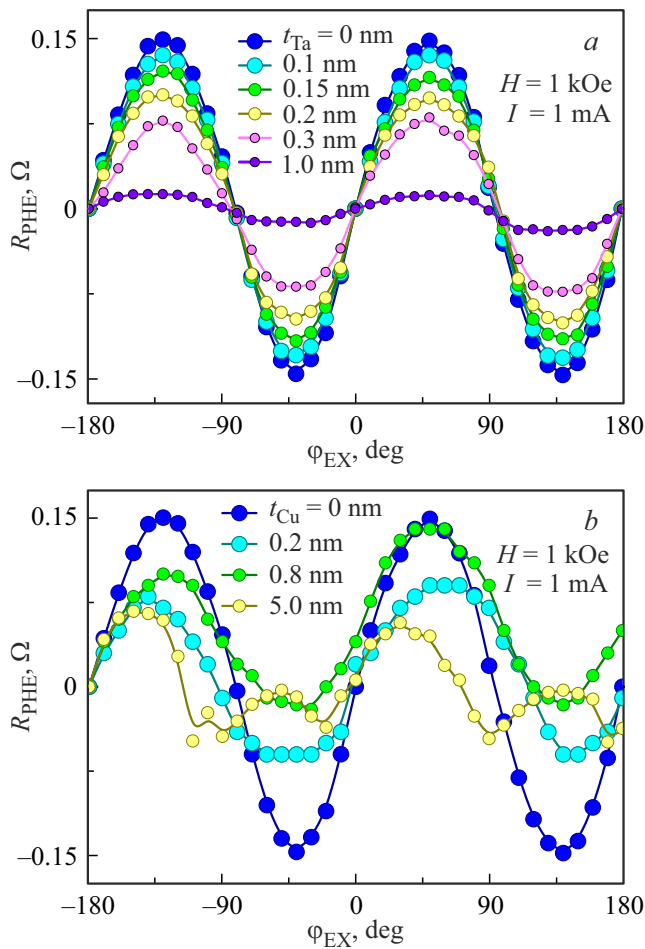 0.15
t_Ta = 0 nm
a
0.1 nm
H = 1 kOe
0.15 nm
I = 1 mA
0.2 nm
0.3 nm
1.0 nm
R_PHE, Ω
0
–0.15
–180
–90
0
90
180
φ_EX, deg
0.15
t_Cu = 0 nm
b
0.2 nm
H = 1 kOe
0.8 nm
I = 1 mA
5.0 nm
R_PHE, Ω
0
–0.15
–180
–90
0
90
180
φ_EX, deg